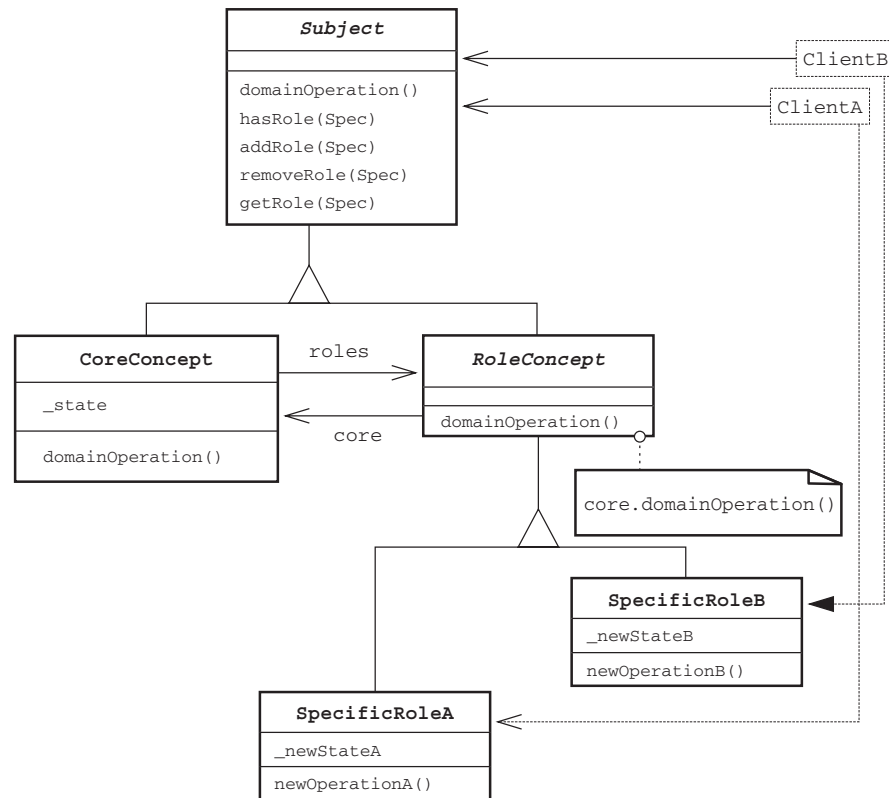 Subject
ClientB
domainOperation()
ClientA
hasRole(Spec)
addRole(Spec)
removeRole(Spec)
getRole(Spec)
CoreConcept
roles
RoleConcept
_state
domainOperation()
core
domainOperation()
core.domainOperation()
SpecificRoleB
_newStateB
newOperationB()
SpecificRoleA
_newStateA
newOperationA()